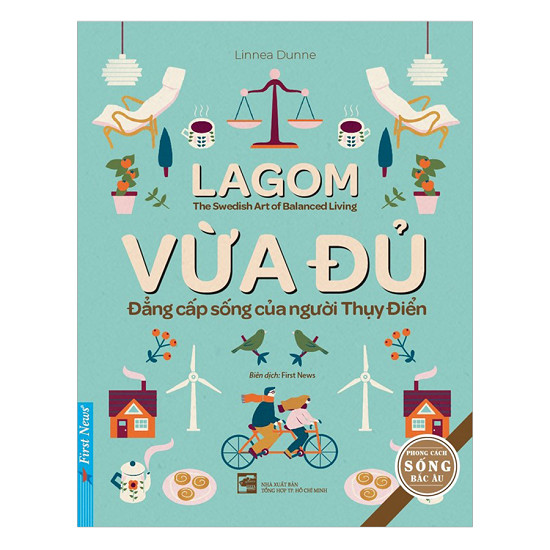 Linnea Dunne
LAGOM
The Swedish Art of Balanced Living
VỪA ĐỦ
Đẳng cấp sống của người Thụy Điển
Biên dịch: First News
First News
PHONG CÁCH
SỐNG
BẮC ÂU
NHÀ XUẤT BẢN
TỔNG HỢP TP. HỒ CHÍ MINH